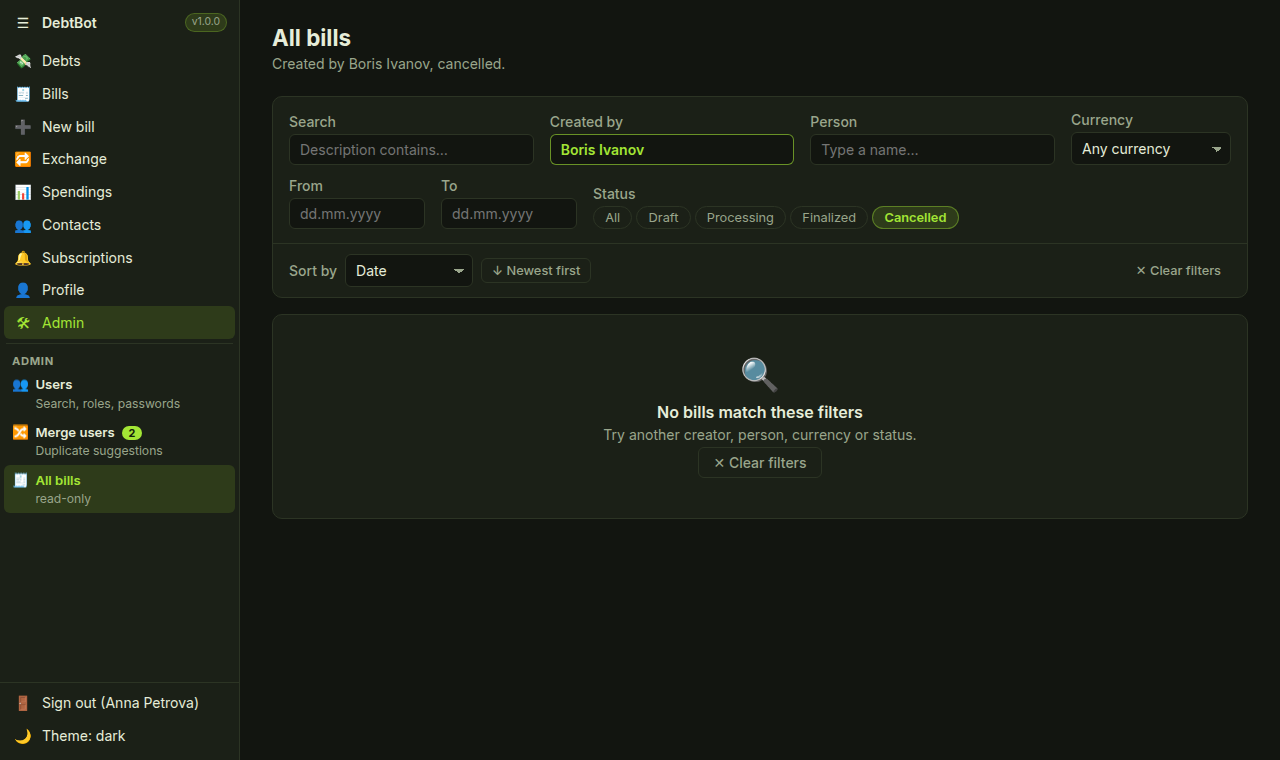 ☰ DebtBot v1.0.0
Debts
Bills
New bill
Exchange
Spendings
Contacts
Subscriptions
Profile
Admin
ADMIN
Users
Search, roles, passwords
Merge users 2
Duplicate suggestions
All bills
read-only
Sign out (Anna Petrova)
Theme: dark
All bills
Created by Boris Ivanov, cancelled.
Search Created by Person Currency
Description contains... Boris Ivanov Type a name... Any currency
From To Status
dd.mm.yyyy dd.mm.yyyy All Draft Processing Finalized Cancelled
Sort by Date ↓ Newest first ✕ Clear filters
No bills match these filters
Try another creator, person, currency or status.
✕ Clear filters